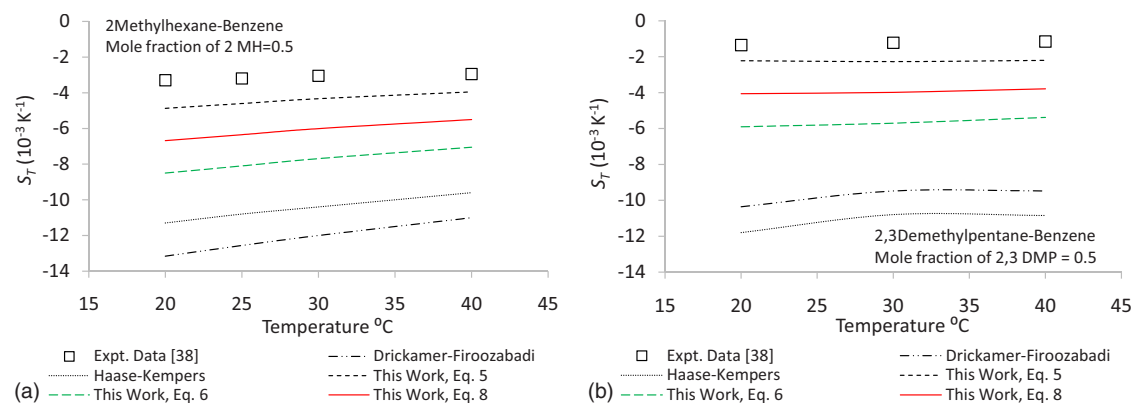 2Methylhexane-Benzene
Mole fraction of 2 MH=0.5
S_T (10⁻³ K⁻¹)
0
-2
-4
-6
-8
-10
-12
-14
15 20 25 30 35 40 45
Temperature ⁰C
Expt. Data [38] Drickamer-Firoozabadi
Haase-Kempers This Work, Eq. 5
(a) This Work, Eq. 6 This Work, Eq. 8
S_T (10⁻³ K⁻¹)
0
-2
-4
-6
-8
-10
-12
-14
2,3Demethylpentane-Benzene
Mole fraction of 2,3 DMP = 0.5
15 20 25 30 35 40 45
Temperature ⁰C
Expt. Data [38] Drickamer-Firoozabadi
Haase-Kempers This Work, Eq. 5
(b) This Work, Eq. 6 This Work, Eq. 8